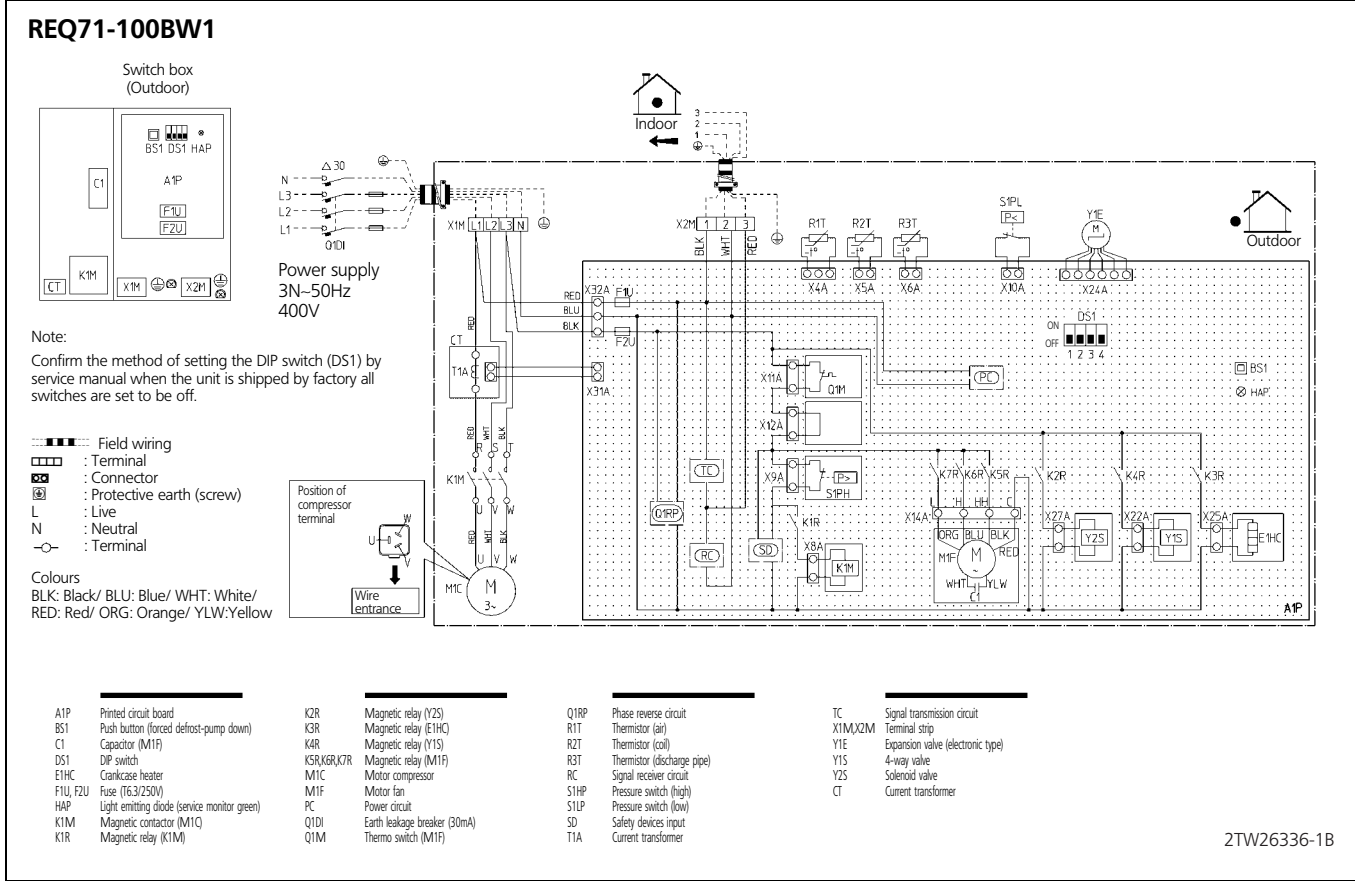 REQ71-100BW1
Switch box
(Outdoor)
BS1 DS1 HAP
A1P
C1
F1U
F2U
K1M
CT
X1M
X2M
Note:
Confirm the method of setting the DIP switch (DS1) by
service manual when the unit is shipped by factory all
switches are set to be off.
Field wiring
: Terminal
: Connector
: Protective earth (screw)
L : Live
N : Neutral
: Terminal
Colours
BLK: Black/ BLU: Blue/ WHT: White/
RED: Red/ ORG: Orange/ YLW:Yellow
Indoor
3
2
1
△30
N
L3
L2
L1
Q1DI
Power supply
3N~50Hz
400V
X1M L1 L2 L3 N
X2M 1 2 3
BLK
WHT
RED
R1T
R2T
R3T
S1PL
P<
Y1E
M
Outdoor
X4A
X5A
X6A
X10A
X24A
RED
X32A
F1U
BLU
BLK
F2U
RED
DS1
ON
OFF
1 2 3 4
BS1
HAP
CT
T1A
X31A
X11A
Q1M
PC
X12A
RED
WHT
BLK
R S T
K1M
U V W
TC
X9A
P>
S1PH
K7R K6R K5R
K2R
K4R
K3R
Q1RP
K1R
L H HH C
X14A
X27A
X22A
X25A
RC
SD
X8A
K1M
ORG BLU BLK
RED
M1F
M
~
WHT
YLW
C1
Y2S
Y1S
E1HC
A1P
RED
WHT
BLK
U V W
M1C
M
3~
Position of
compressor
terminal
W
U
V
Wire
entrance
A1P Printed circuit board
BS1 Push button (forced defrost-pump down)
C1 Capacitor (M1F)
DS1 DIP switch
E1HC Crankcase heater
F1U, F2U Fuse (T6.3/250V)
HAP Light emitting diode (service monitor green)
K1M Magnetic contactor (M1C)
K1R Magnetic relay (K1M)
K2R Magnetic relay (Y2S)
K3R Magnetic relay (E1HC)
K4R Magnetic relay (Y1S)
K5R,K6R,K7R Magnetic relay (M1F)
M1C Motor compressor
M1F Motor fan
PC Power circuit
Q1DI Earth leakage breaker (30mA)
Q1M Thermo switch (M1F)
Q1RP Phase reverse circuit
R1T Thermistor (air)
R2T Thermistor (coil)
R3T Thermistor (discharge pipe)
RC Signal receiver circuit
S1HP Pressure switch (high)
S1LP Pressure switch (low)
SD Safety devices input
T1A Current transformer
TC Signal transmission circuit
X1M,X2M Terminal strip
Y1E Expansion valve (electronic type)
Y1S 4-way valve
Y2S Solenoid valve
CT Current transformer
2TW26336-1B